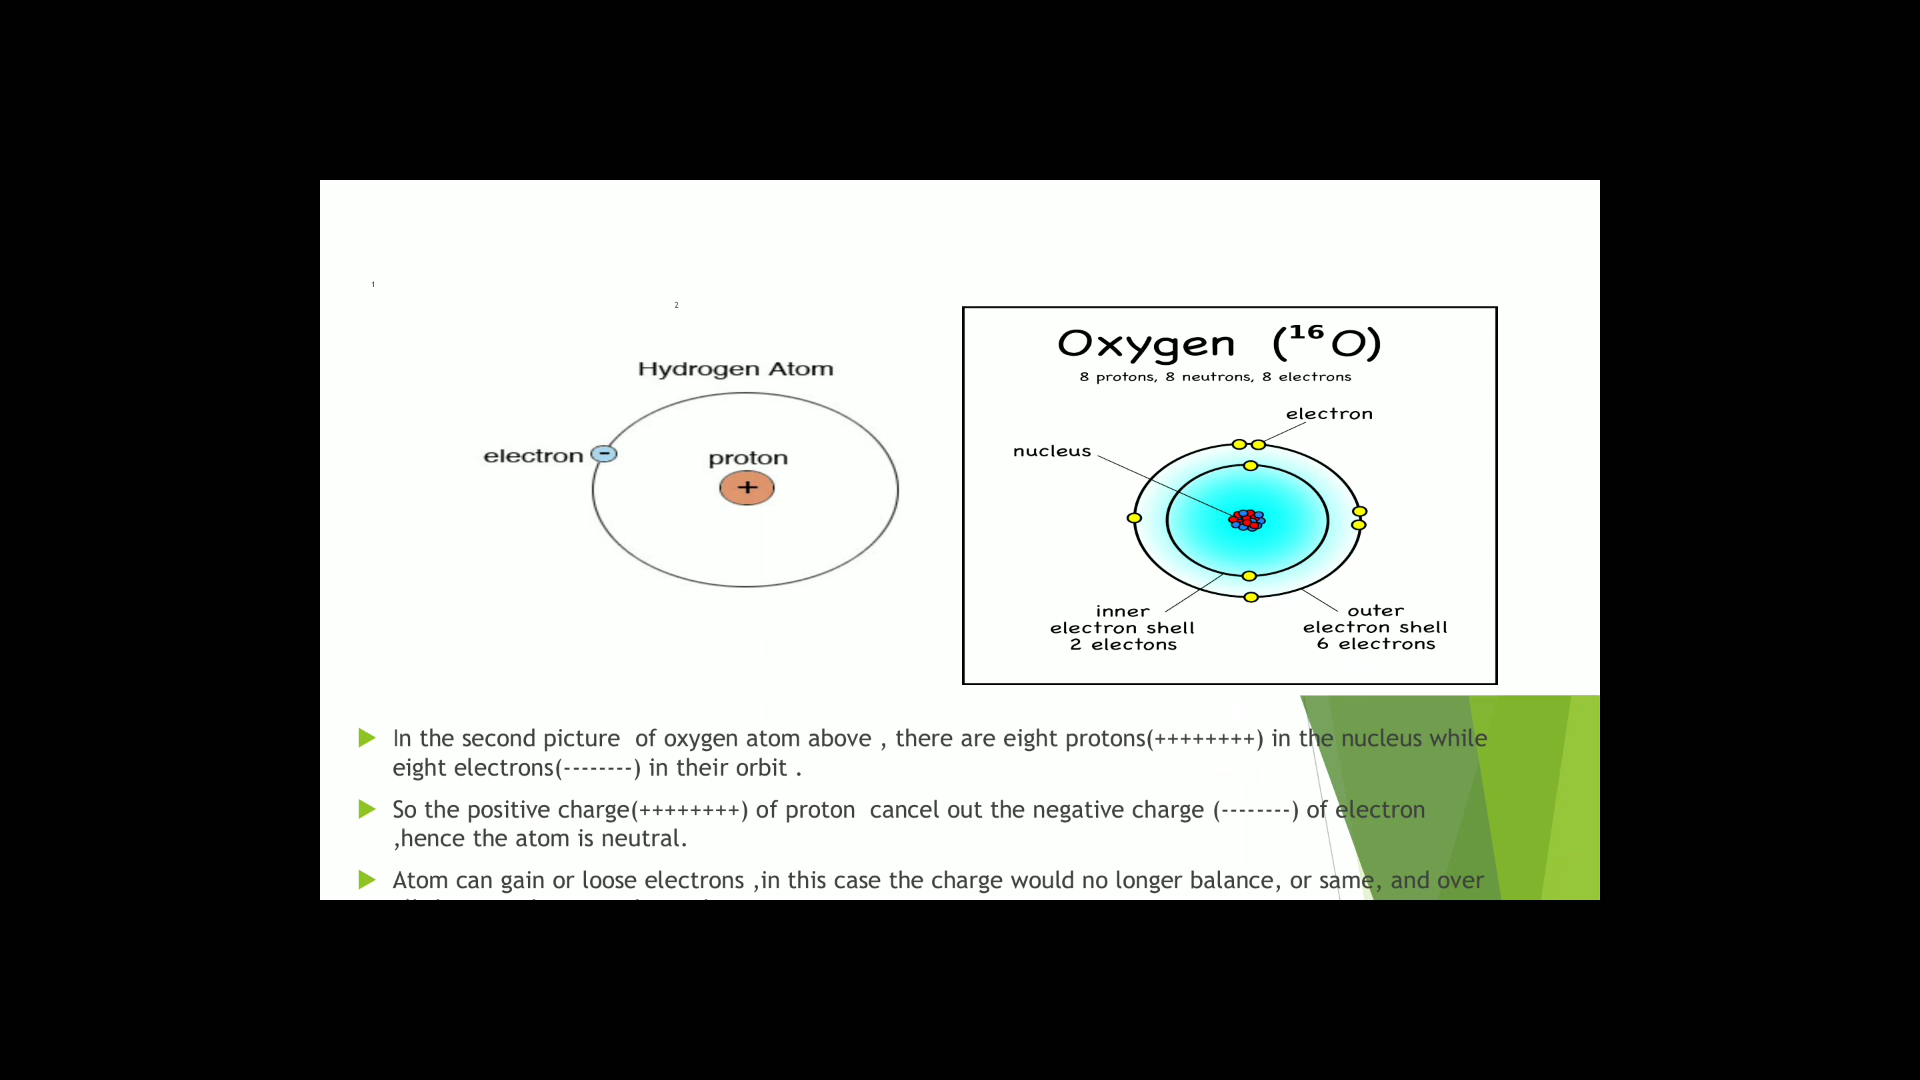 1
2
Hydrogen Atom
electron
-
proton
+
Oxygen (¹⁶O)
8 protons, 8 neutrons, 8 electrons
electron
nucleus
inner
electron shell
2 electons
outer
electron shell
6 electrons
In the second picture of oxygen atom above , there are eight protons(++++++++) in the nucleus while
eight electrons(--------) in their orbit .
So the positive charge(++++++++) of proton cancel out the negative charge (--------) of electron
,hence the atom is neutral.
Atom can gain or loose electrons ,in this case the charge would no longer balance, or same, and over